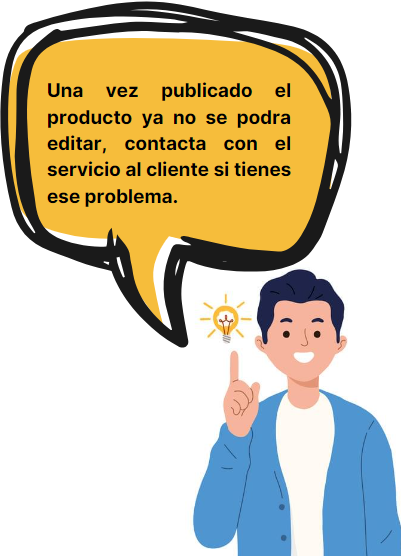 Una vez publicado el
producto ya no se podra
editar, contacta con el
servicio al cliente si tienes
ese problema.